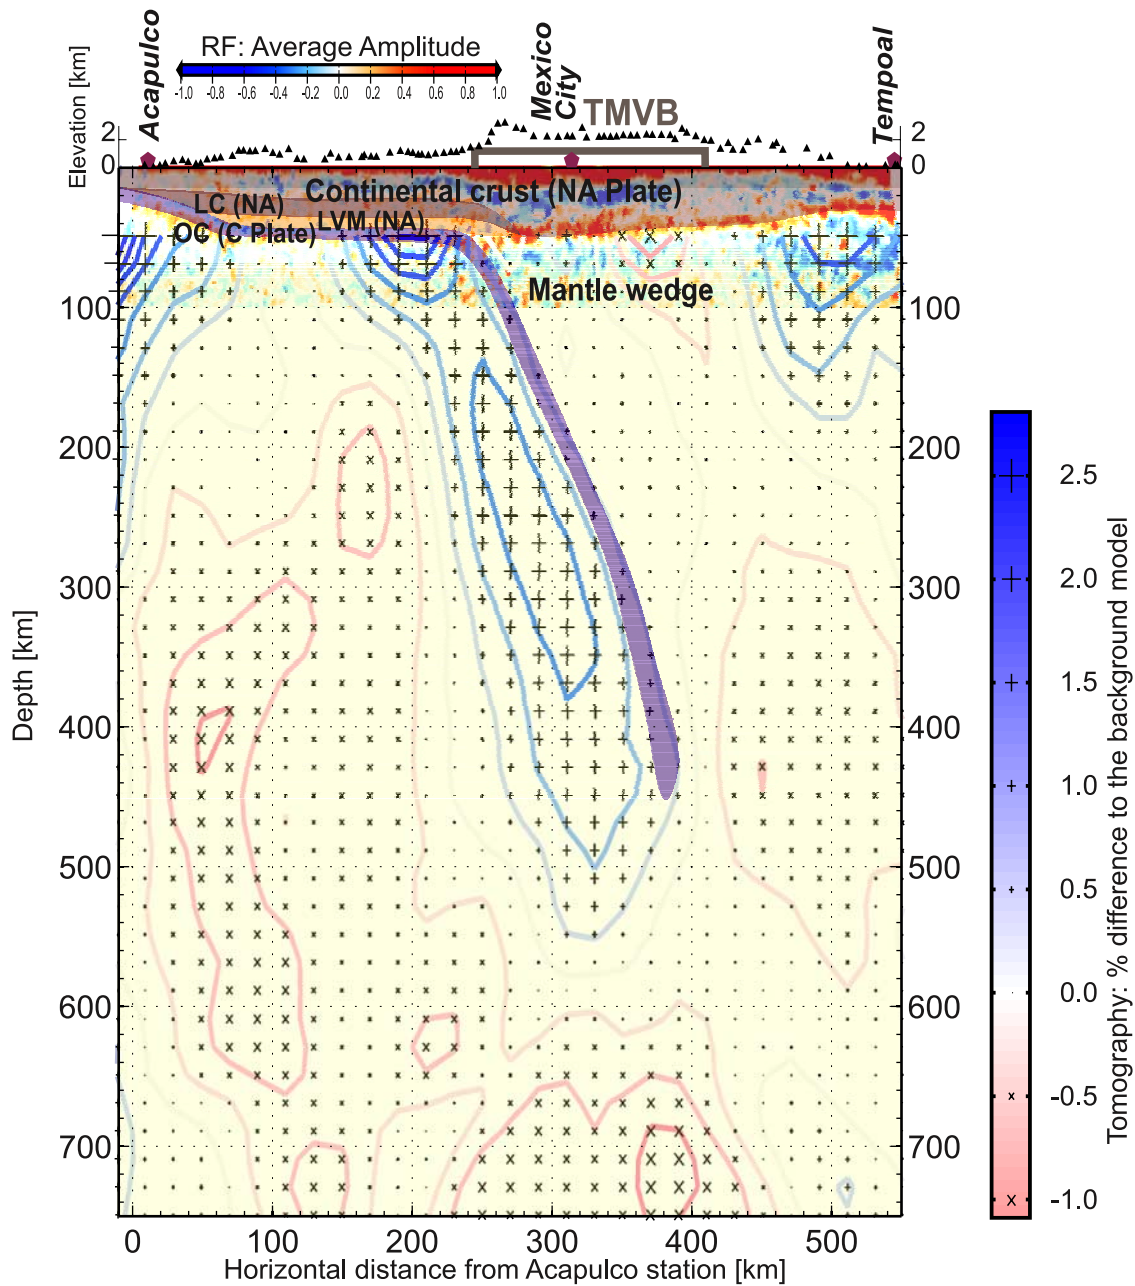 RF: Average Amplitude
-1.0 -0.8 -0.6 -0.4 -0.2 0.0 0.2 0.4 0.6 0.8 1.0
Acapulco
Mexico
City
TMVB
Tempoal
Elevation [km]
2
0
2
0
0
Continental crust (NA Plate)
LC (NA)
LVM (NA)
OC (C Plate)
Mantle wedge
100
200
300
400
500
600
700
100
200
300
400
500
600
700
Depth [km]
0 100 200 300 400 500
Horizontal distance from Acapulco station [km]
2.5
2.0
1.5
1.0
0.5
0.0
-0.5
-1.0
Tomography: % difference to the background model